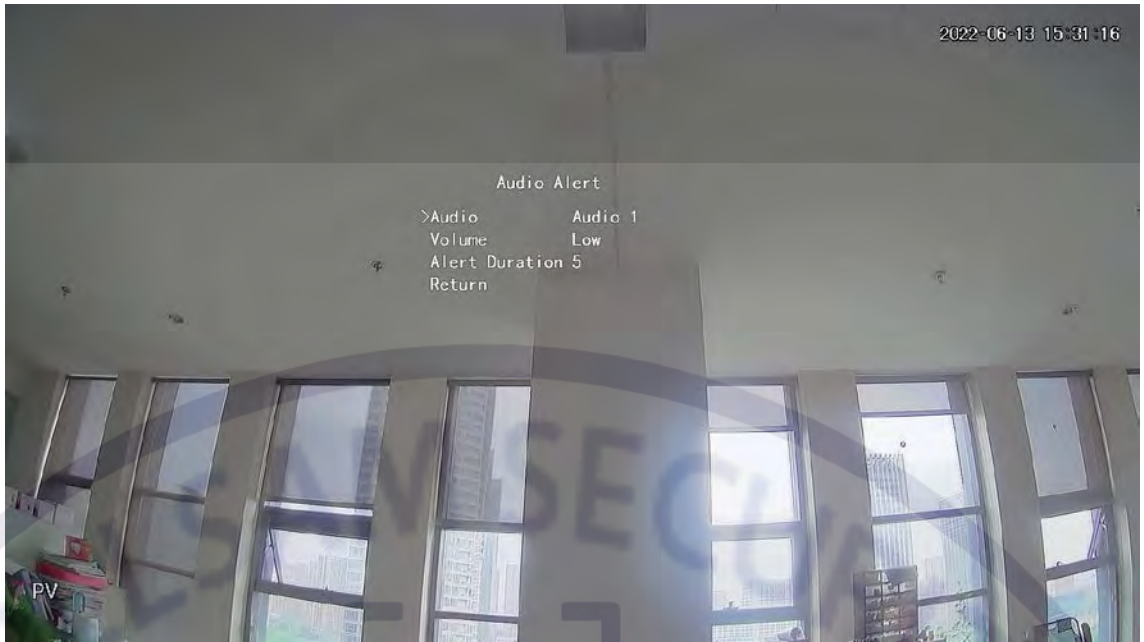 2022-06-13 15:31:16
Audio Alert
>Audio Audio 1
Volume Low
Alert Duration 5
Return
PV